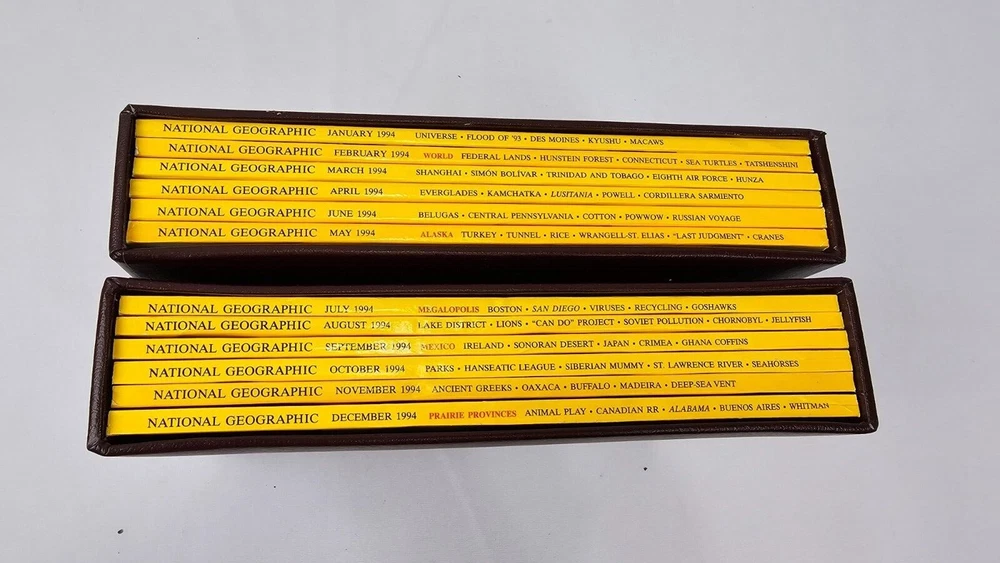 NATIONAL GEOGRAPHIC JANUARY 1994 UNIVERSE • FLOOD OF '93 • DES MOINES • KYUSHU • MACAWS
NATIONAL GEOGRAPHIC FEBRUARY 1994 WORLD FEDERAL LANDS • HUNSTEIN FOREST • CONNECTICUT • SEA TURTLES • TATSHENSHINI
NATIONAL GEOGRAPHIC MARCH 1994 SHANGHAI • SIMÓN BOLÍVAR • TRINIDAD AND TOBAGO • EIGHTH AIR FORCE • HUNZA
NATIONAL GEOGRAPHIC APRIL 1994 EVERGLADES • KAMCHATKA • LUSITANIA • POWELL • CORDILLERA SARMIENTO
NATIONAL GEOGRAPHIC JUNE 1994 BELUGAS • CENTRAL PENNSYLVANIA • COTTON • POWWOW • RUSSIAN VOYAGE
NATIONAL GEOGRAPHIC MAY 1994 ALASKA TURKEY • TUNNEL • RICE • WRANGELL-ST. ELIAS • "LAST JUDGMENT" • CRANES
NATIONAL GEOGRAPHIC JULY 1994 MEGALOPOLIS BOSTON • SAN DIEGO • VIRUSES • RECYCLING • GOSHAWKS
NATIONAL GEOGRAPHIC AUGUST 1994 LAKE DISTRICT • LIONS • "CAN DO" PROJECT • SOVIET POLLUTION • CHORNOBYL • JELLYFISH
NATIONAL GEOGRAPHIC SEPTEMBER 1994 MEXICO IRELAND • SONORAN DESERT • JAPAN • CRIMEA • GHANA COFFINS
NATIONAL GEOGRAPHIC OCTOBER 1994 PARKS • HANSEATIC LEAGUE • SIBERIAN MUMMY • ST. LAWRENCE RIVER • SEAHORSES
NATIONAL GEOGRAPHIC NOVEMBER 1994 ANCIENT GREEKS • OAXACA • BUFFALO • MADEIRA • DEEP-SEA VENT
NATIONAL GEOGRAPHIC DECEMBER 1994 PRAIRIE PROVINCES ANIMAL PLAY • CANADIAN RR • ALABAMA • BUENOS AIRES • WHITMAN